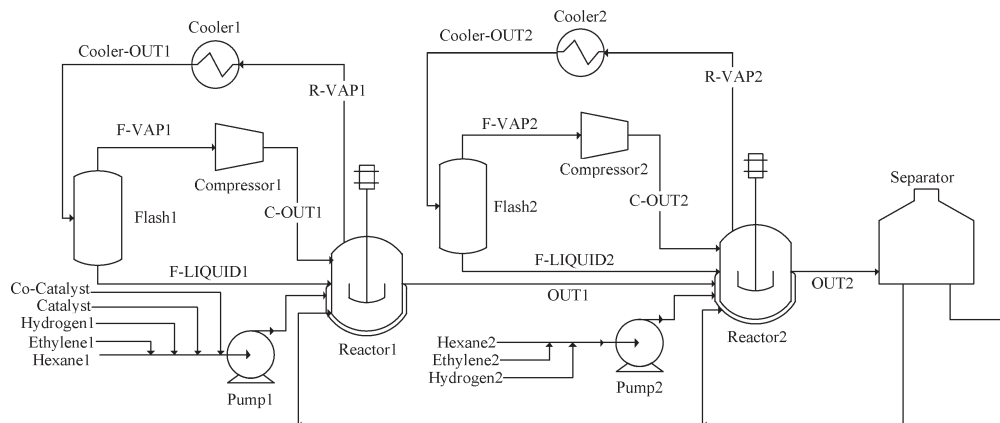 Cooler1
Cooler2
Cooler-OUT1
Cooler-OUT2
R-VAP1
R-VAP2
F-VAP1
F-VAP2
Compressor1
Compressor2
Separator
Flash1
Flash2
C-OUT1
C-OUT2
F-LIQUID1
F-LIQUID2
OUT1
OUT2
Co-Catalyst
Catalyst
Hydrogen1
Ethylene1
Hexane1
Reactor1
Reactor2
Hexane2
Ethylene2
Hydrogen2
Pump1
Pump2